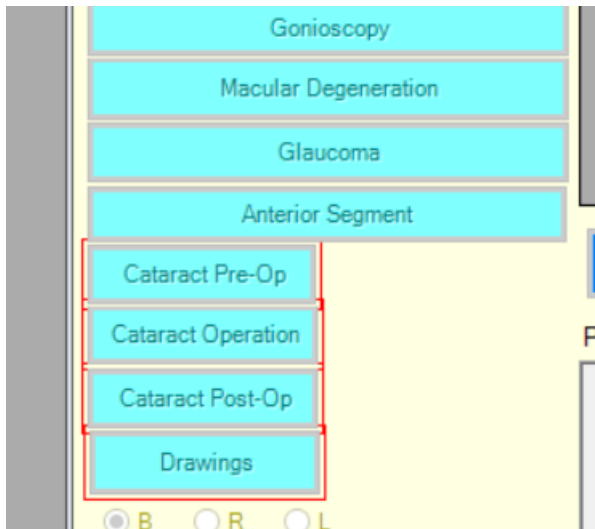 Gonioscopy
Macular Degeneration
Glaucoma
Anterior Segment
Cataract Pre-Op
Cataract Operation
P
Cataract Post-Op
Drawings
B R L